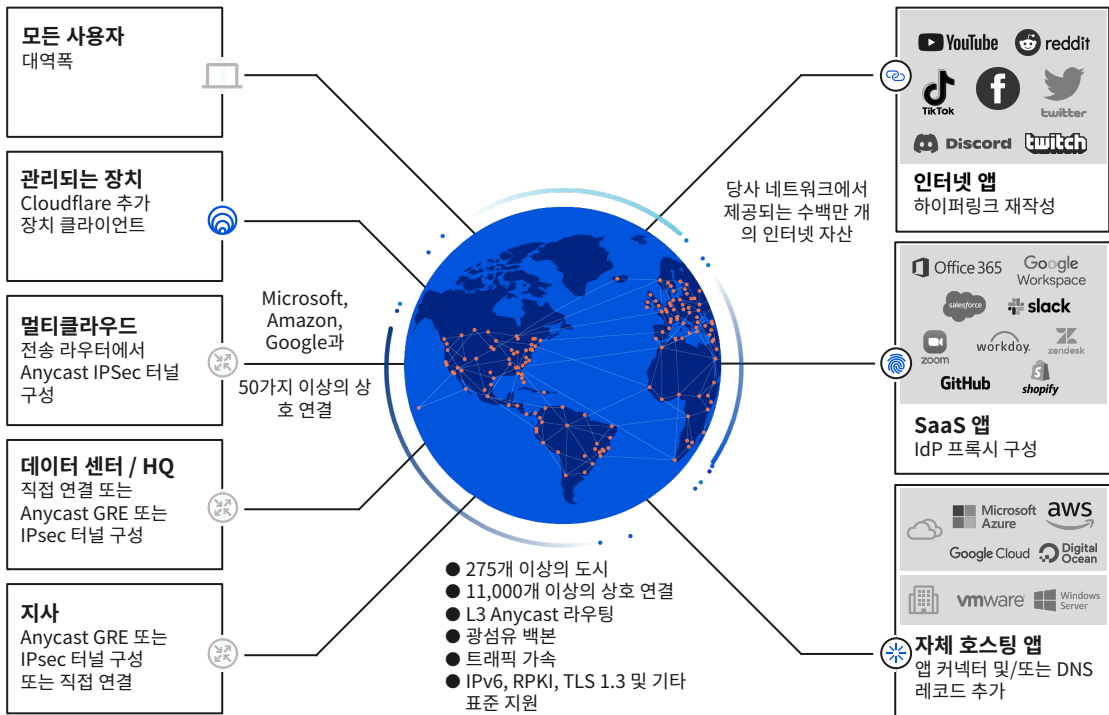 모든 사용자
대역폭
관리되는 장치
Cloudflare 추가
장치 클라이언트
멀티클라우드
전송 라우터에서
Anycast IPSec 터널
구성
데이터 센터 / HQ
직접 연결 또는
Anycast GRE 또는
IPsec 터널 구성
지사
Anycast GRE 또는
IPsec 터널 구성
또는 직접 연결
Microsoft,
Amazon,
Google과
50가지 이상의 상
호 연결
당사 네트워크에서
제공되는 수백만 개
의 인터넷 자산
● 275개 이상의 도시
● 11,000개 이상의 상호 연결
● L3 Anycast 라우팅
● 광섬유 백본
● 트래픽 가속
● IPv6, RPKI, TLS 1.3 및 기타
표준 지원
YouTube
reddit
TikTok
twitter
Discord
twitch
인터넷 앱
하이퍼링크 재작성
Office 365
Google
Workspace
salesforce
slack
zoom
workday.
zendesk
GitHub
shopify
SaaS 앱
IdP 프록시 구성
Microsoft
Azure
aws
Google Cloud
Digital
Ocean
vmware
Windows
Server
자체 호스팅 앱
앱 커넥터 및/또는 DNS
레코드 추가